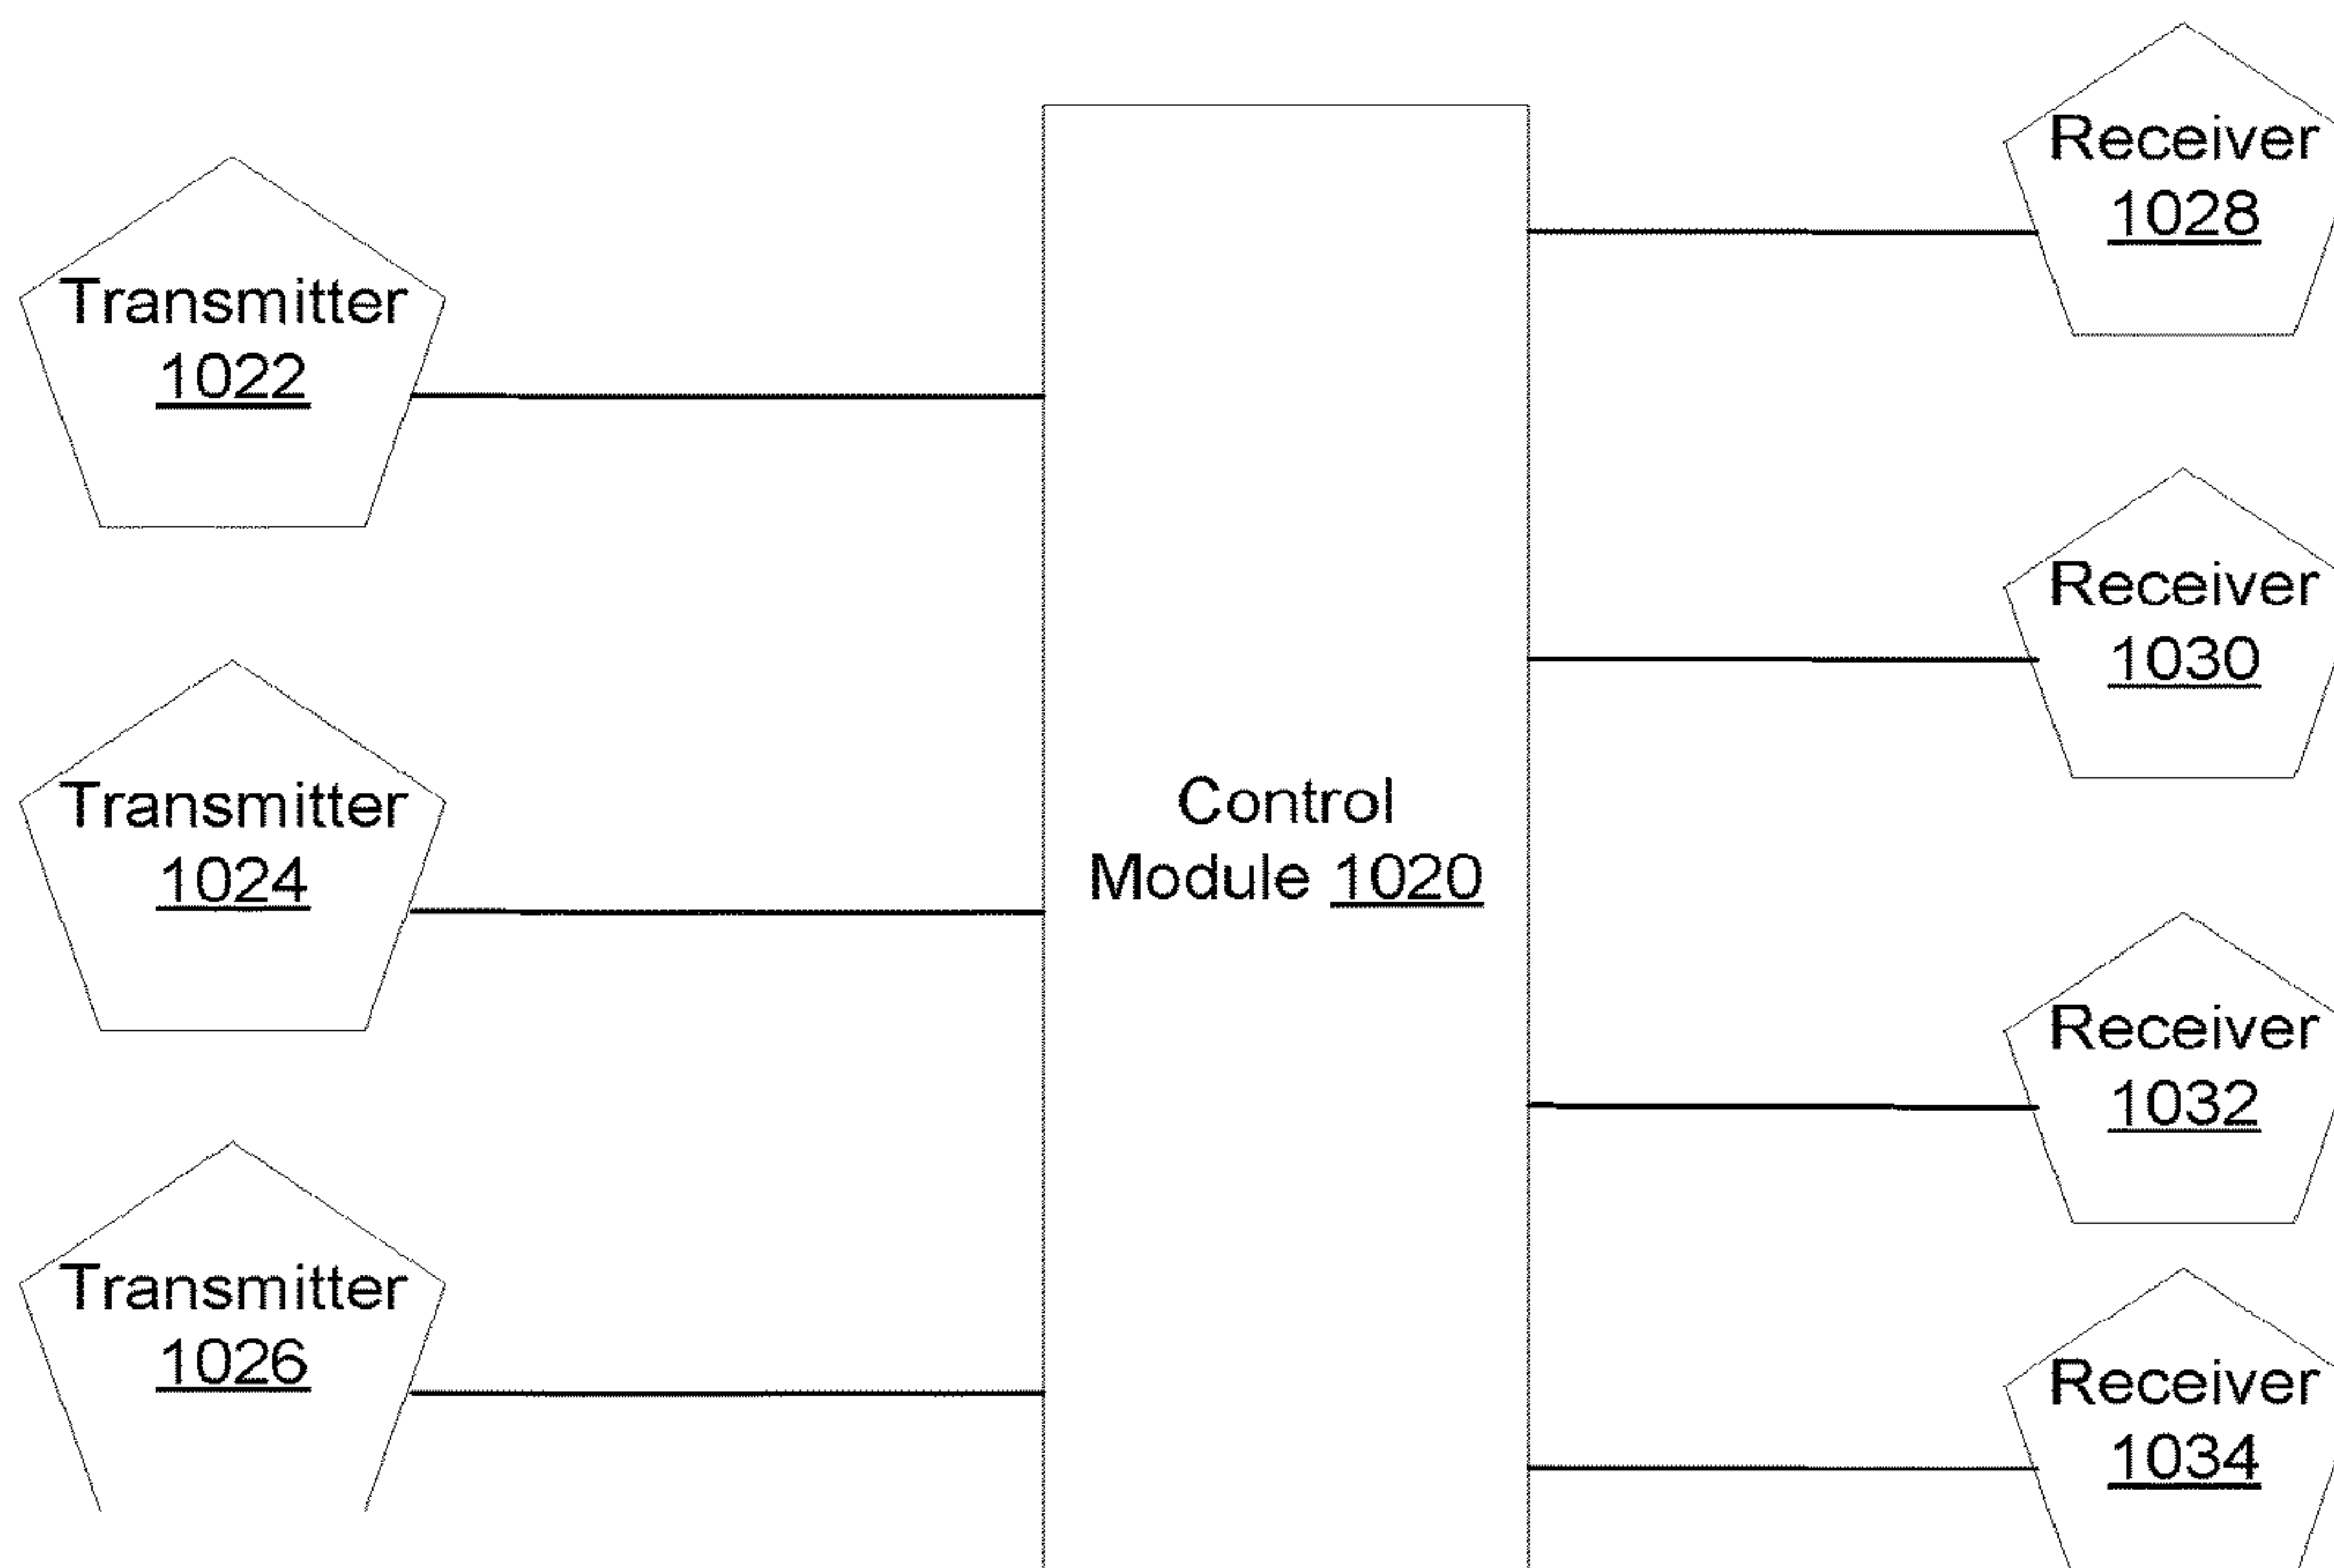 Transmitter
1022
Transmitter
1024
Transmitter
1026
Control
Module 1020
Receiver
1028
Receiver
1030
Receiver
1032
Receiver
1034